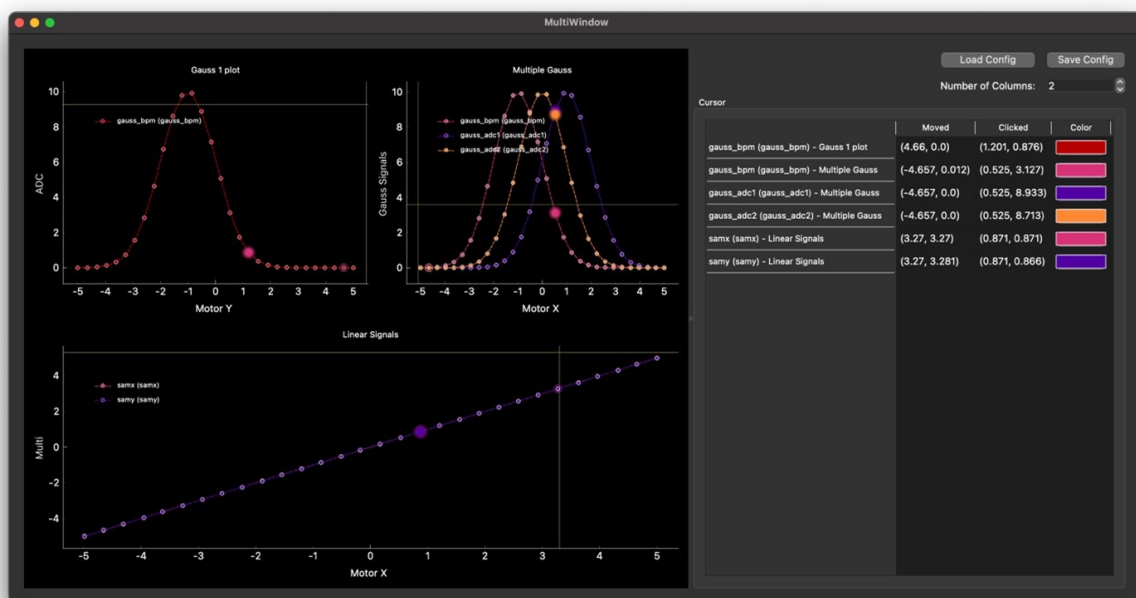 MultiWindow
Gauss 1 plot
10
8
6
4
2
0
ADC
gauss_bpm (gauss_bpm)
-5 -4 -3 -2 -1 0 1 2 3 4 5
Motor Y
Multiple Gauss
10
8
6
4
2
0
Gauss Signals
gauss_bpm (gauss_bpm)
gauss_adc1 (gauss_adc1)
gauss_adc2 (gauss_adc2)
-5 -4 -3 -2 -1 0 1 2 3 4 5
Motor X
Linear Signals
4
2
0
-2
-4
Multi
samx (samx)
samy (samy)
-5 -4 -3 -2 -1 0 1 2 3 4 5
Motor X
Load Config Save Config
Number of Columns: 2
Cursor
Moved Clicked Color
gauss_bpm (gauss_bpm) - Gauss 1 plot (4.66, 0.0) (1.201, 0.876)
gauss_bpm (gauss_bpm) - Multiple Gauss (-4.657, 0.012) (0.525, 3.127)
gauss_adc1 (gauss_adc1) - Multiple Gauss (-4.657, 0.0) (0.525, 8.933)
gauss_adc2 (gauss_adc2) - Multiple Gauss (-4.657, 0.0) (0.525, 8.713)
samx (samx) - Linear Signals (3.27, 3.27) (0.871, 0.871)
samy (samy) - Linear Signals (3.27, 3.281) (0.871, 0.866)